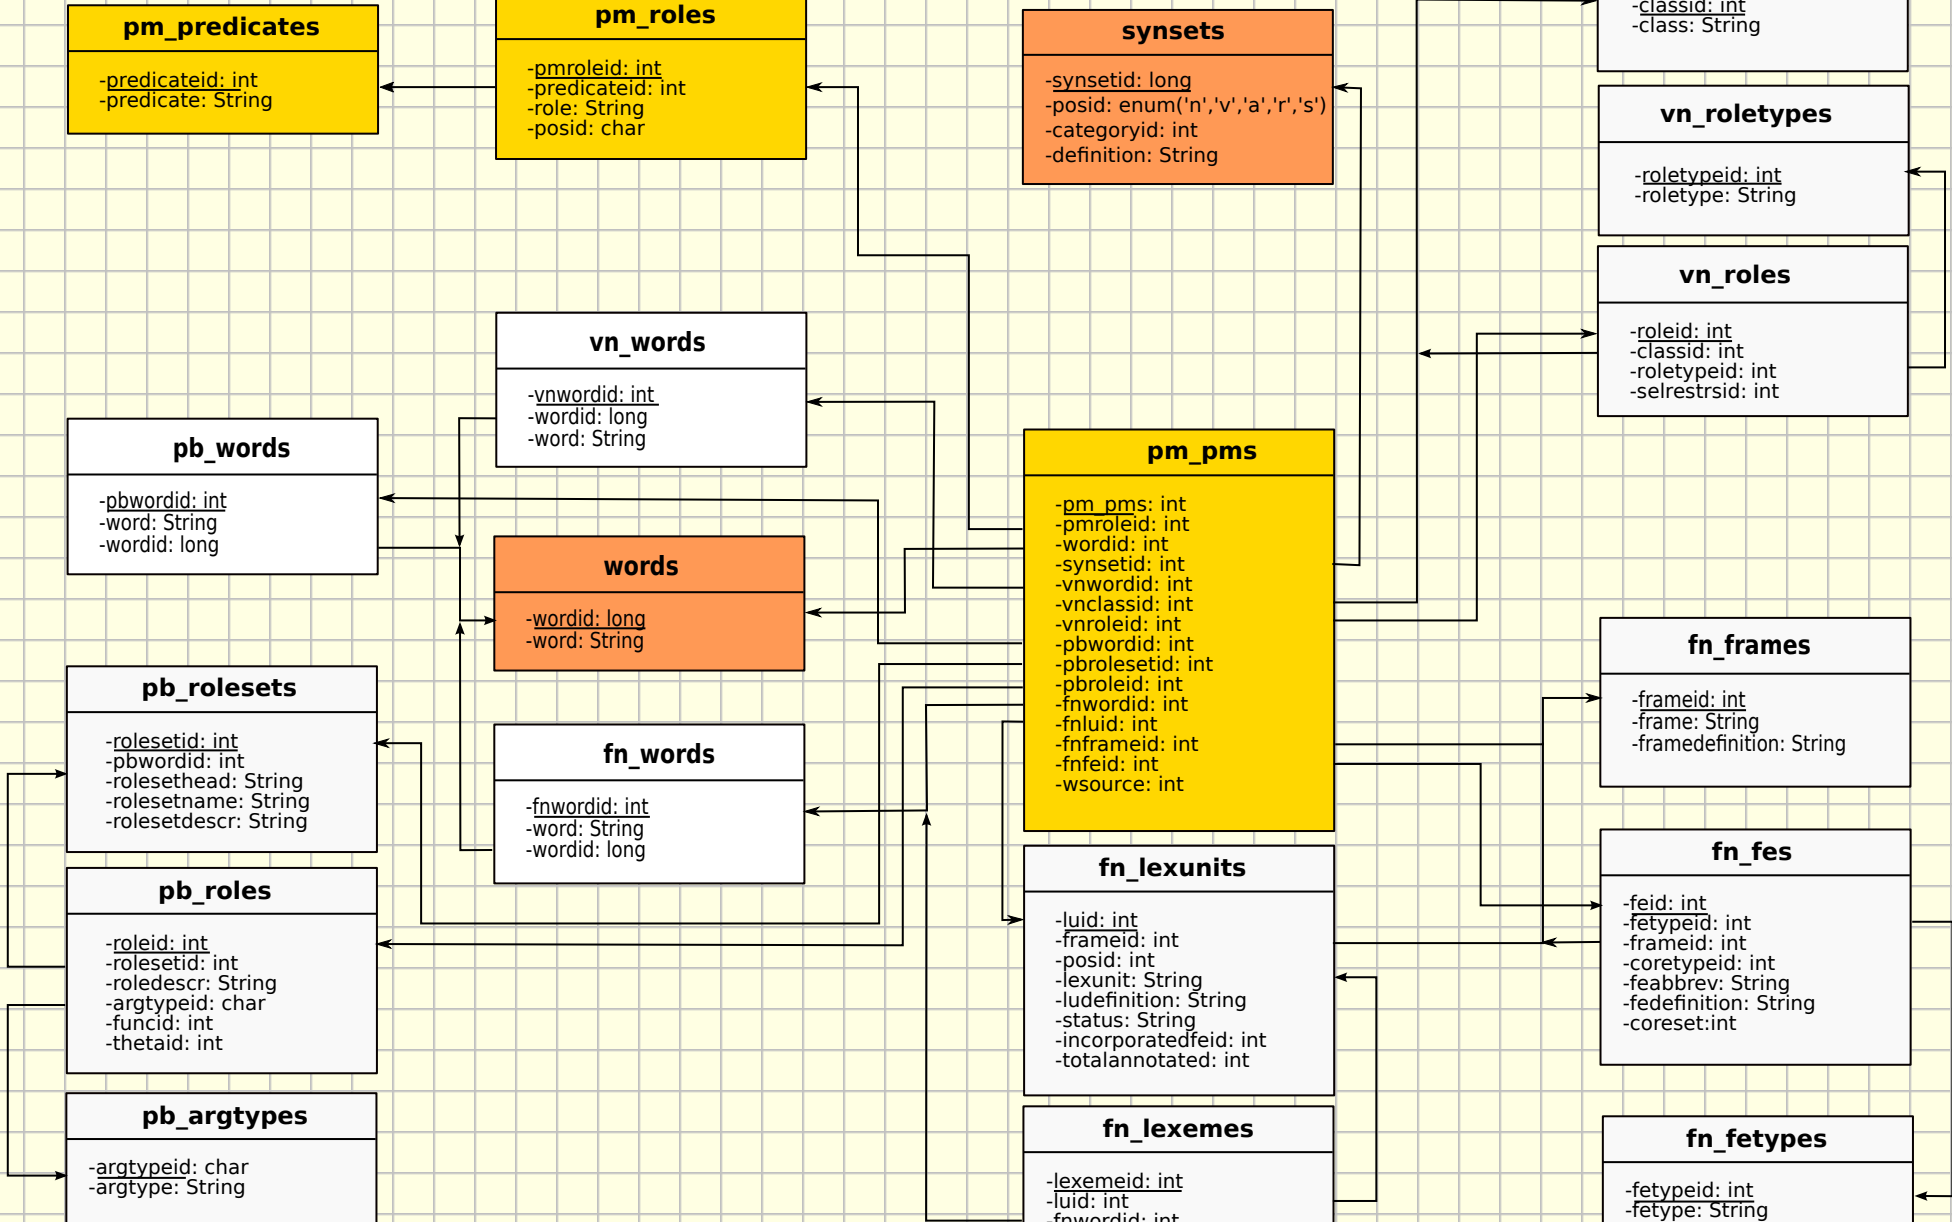 pm_predicates
-predicateid: int
-predicate: String
pm_roles
-pmroleid: int
-predicateid: int
-role: String
-posid: char
synsets
-synsetid: long
-posid: enum('n','v','a','r','s')
-categoryid: int
-definition: String
-classid: int
-class: String
vn_roletypes
-roletypeid: int
-roletype: String
vn_roles
-roleid: int
-classid: int
-roletypeid: int
-selrestrsid: int
vn_words
-vnwordid: int
-wordid: long
-word: String
pb_words
-pbwordid: int
-word: String
-wordid: long
words
-wordid: long
-word: String
pm_pms
-pm_pms: int
-pmroleid: int
-wordid: int
-synsetid: int
-vnwordid: int
-vnclassid: int
-vnroleid: int
-pbwordid: int
-pbrolesetid: int
-pbroleid: int
-fnwordid: int
-fnluid: int
-fnframeid: int
-fnfeid: int
-wsource: int
fn_frames
-frameid: int
-frame: String
-framedefinition: String
pb_rolesets
-rolesetid: int
-pbwordid: int
-rolesethead: String
-rolesetname: String
-rolesetdescr: String
fn_words
-fnwordid: int
-word: String
-wordid: long
pb_roles
-roleid: int
-rolesetid: int
-roledescr: String
-argtypeid: char
-funcid: int
-thetaid: int
fn_lexunits
-luid: int
-frameid: int
-posid: int
-lexunit: String
-ludefinition: String
-status: String
-incorporatedfeid: int
-totalannotated: int
fn_fes
-feid: int
-fetypeid: int
-frameid: int
-coretypeid: int
-feabbrev: String
-fedefinition: String
-coreset:int
pb_argtypes
-argtypeid: char
-argtype: String
fn_lexemes
-lexemeid: int
-luid: int
-fnwordid: int
fn_fetypes
-fetypeid: int
-fetype: String